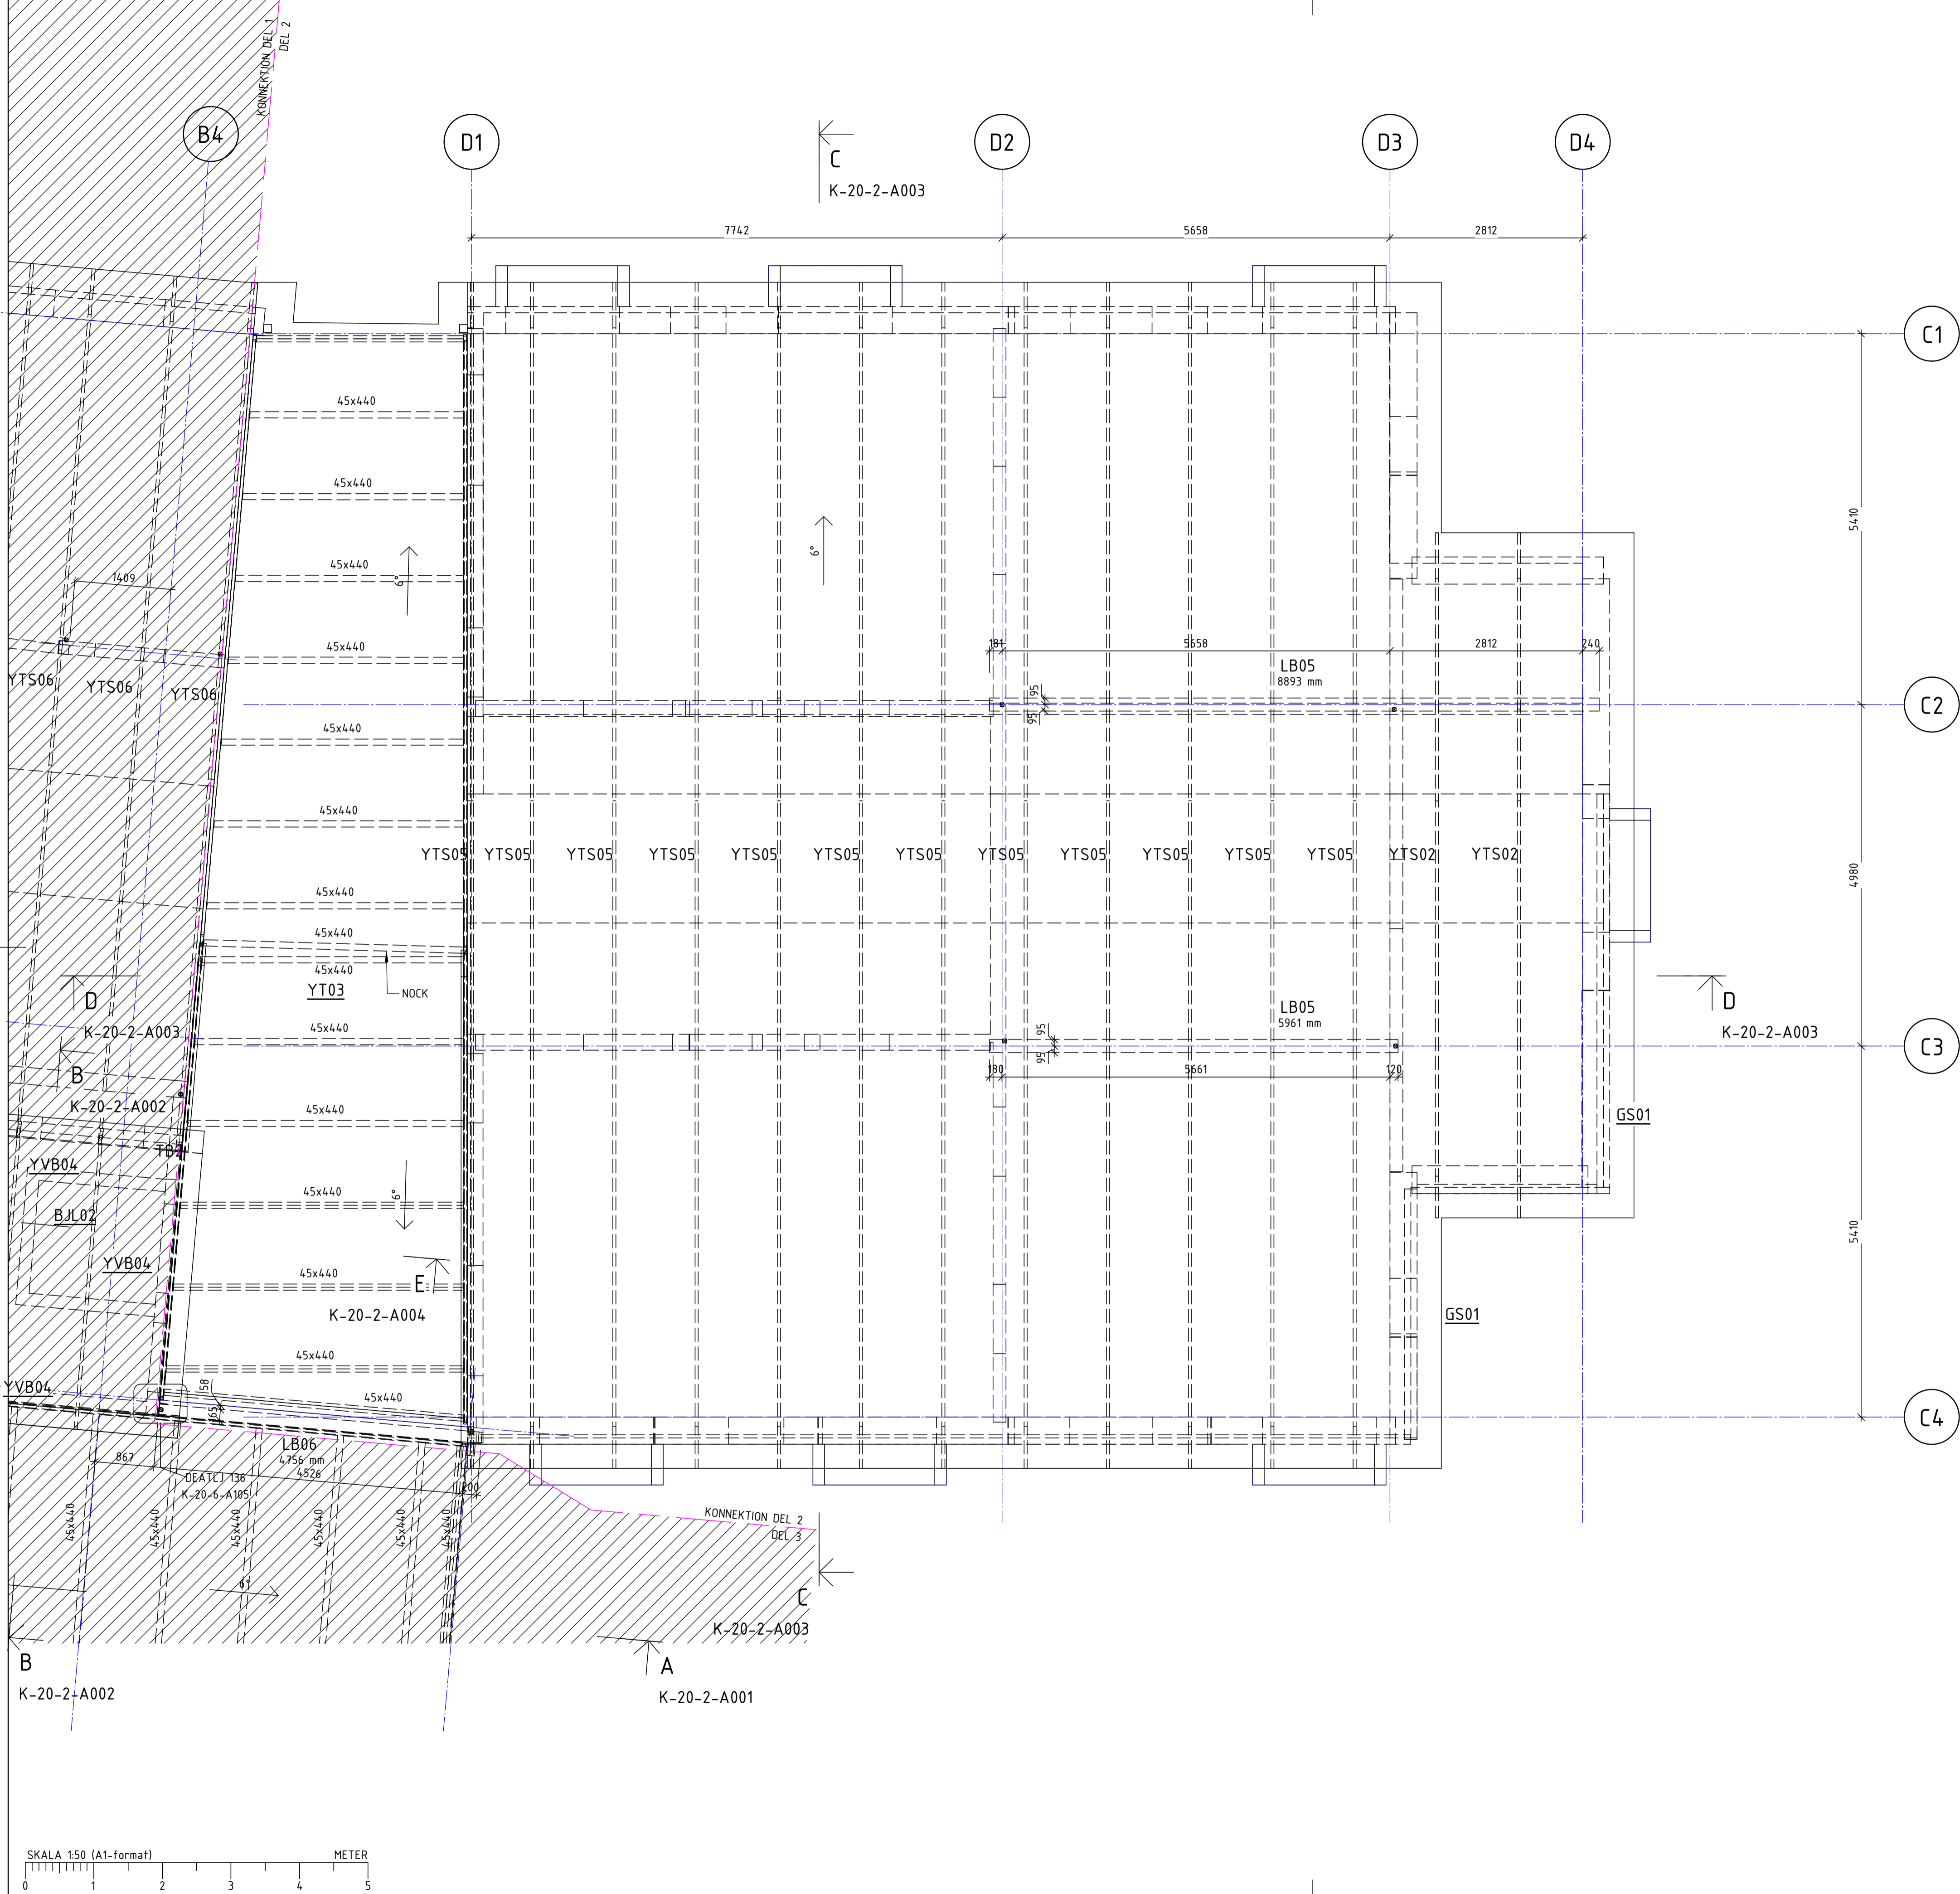 KONNEKTION DEL 1
DEL 2
B4
D1
D2
D3
D4
C
K-20-2-A003
7742
5658
2812
C1
45x440
45x440
6°
6°
5410
45x440
1409
45x440
181
5658
2812
240
LB05
8893 mm
95
95
YTS06
YTS06
YTS06
C2
45x440
45x440
YTS05
YTS05
YTS05
YTS05
YTS05
YTS05
YTS05
YTS05
YTS05
YTS05
YTS05
YTS05
YTS02
YTS02
4980
45x440
45x440
45x440
YT03
NOCK
D
K-20-2-A003
D
K-20-2-A003
LB05
5961 mm
95
95
45x440
C3
B
K-20-2-A002
180
5661
120
45x440
GS01
YVB04
45x440
6°
BJL02
5410
YVB04
45x440
E
K-20-2-A004
GS01
45x440
YVB04
58
65
45x440
C4
LB06
4756 mm
4526
867
DEATLJ 136
K-20-6-A105
200
45x440
45x440
45x440
45x440
45x440
45x440
KONNEKTION DEL 2
DEL 3
6°
C
K-20-2-A003
B
K-20-2-A002
A
K-20-2-A001
SKALA 1:50 (A1-format)
METER
0 1 2 3 4 5